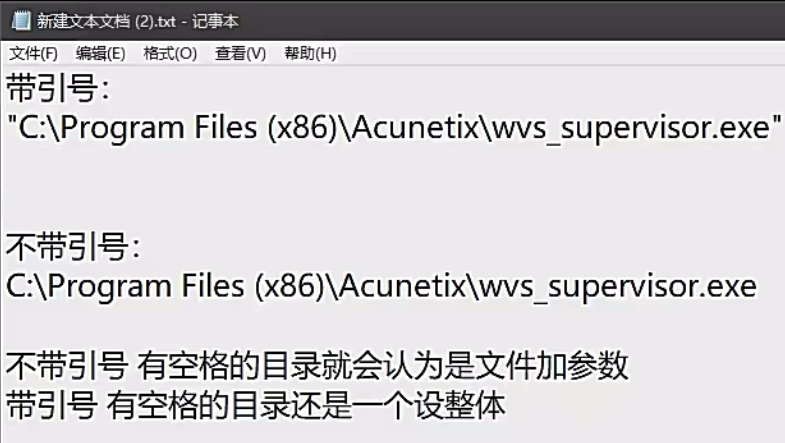 新建文本文档 (2).txt - 记事本
文件(F) 编辑(E) 格式(O) 查看(V) 帮助(H)
带引号：
"C:\Program Files (x86)\Acunetix\wvs_supervisor.exe"
不带引号：
C:\Program Files (x86)\Acunetix\wvs_supervisor.exe
不带引号 有空格的目录就会认为是文件加参数
带引号 有空格的目录还是一个设整体